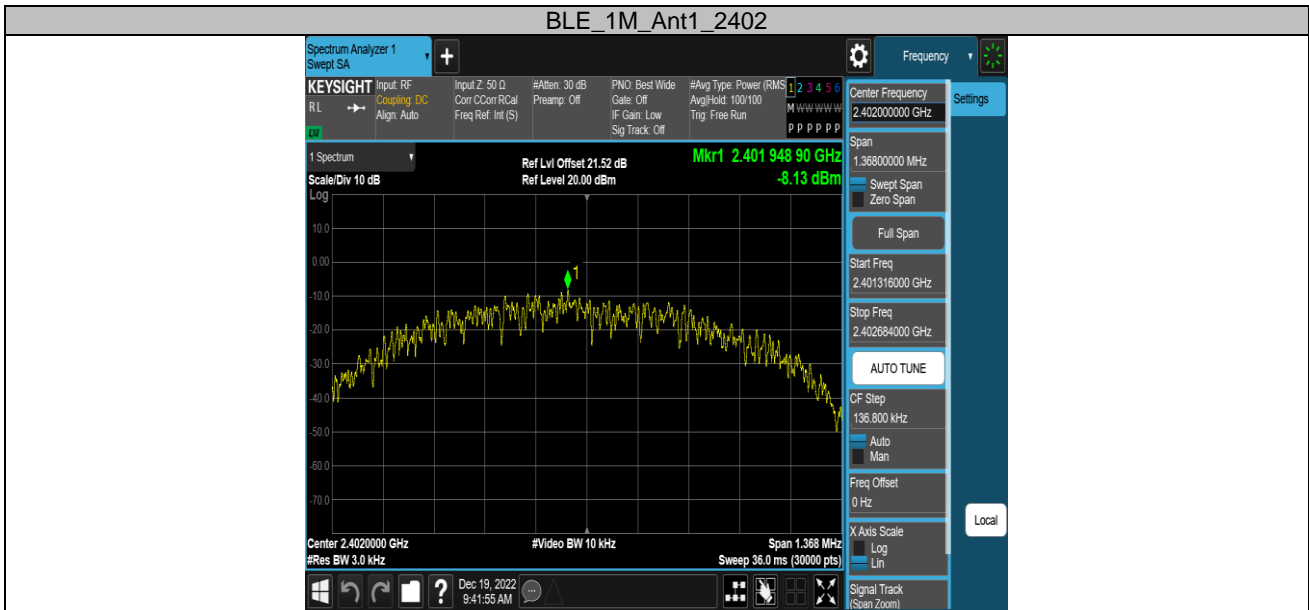 BLE_1M_Ant1_2402
Spectrum Analyzer 1
Swept SA
Frequency
KEYSIGHT
RL
LXI
Input: RF
Coupling: DC
Align: Auto
Input Z: 50 Ω
Corr CCorr RCal
Freq Ref: Int (S)
#Atten: 30 dB
Preamp: Off
PNO: Best Wide
Gate: Off
IF Gain: Low
Sig Track: Off
#Avg Type: Power (RMS
Avg|Hold: 100/100
Trig: Free Run
1 2 3 4 5 6
M W W W W W
P P P P P P
1 Spectrum
Scale/Div 10 dB
Log
Ref Lvl Offset 21.52 dB
Ref Level 20.00 dBm
Mkr1 2.401 948 90 GHz
-8.13 dBm
10.0
0.00
-10.0
-20.0
-30.0
-40.0
-50.0
-60.0
-70.0
1
Center 2.4020000 GHz
#Res BW 3.0 kHz
#Video BW 10 kHz
Span 1.368 MHz
Sweep 36.0 ms (30000 pts)
Dec 19, 2022
9:41:55 AM
Center Frequency
2.402000000 GHz
Settings
Span
1.36800000 MHz
Swept Span
Zero Span
Full Span
Start Freq
2.401316000 GHz
Stop Freq
2.402684000 GHz
AUTO TUNE
CF Step
136.800 kHz
Auto
Man
Freq Offset
0 Hz
Local
X Axis Scale
Log
Lin
Signal Track
(Span Zoom)